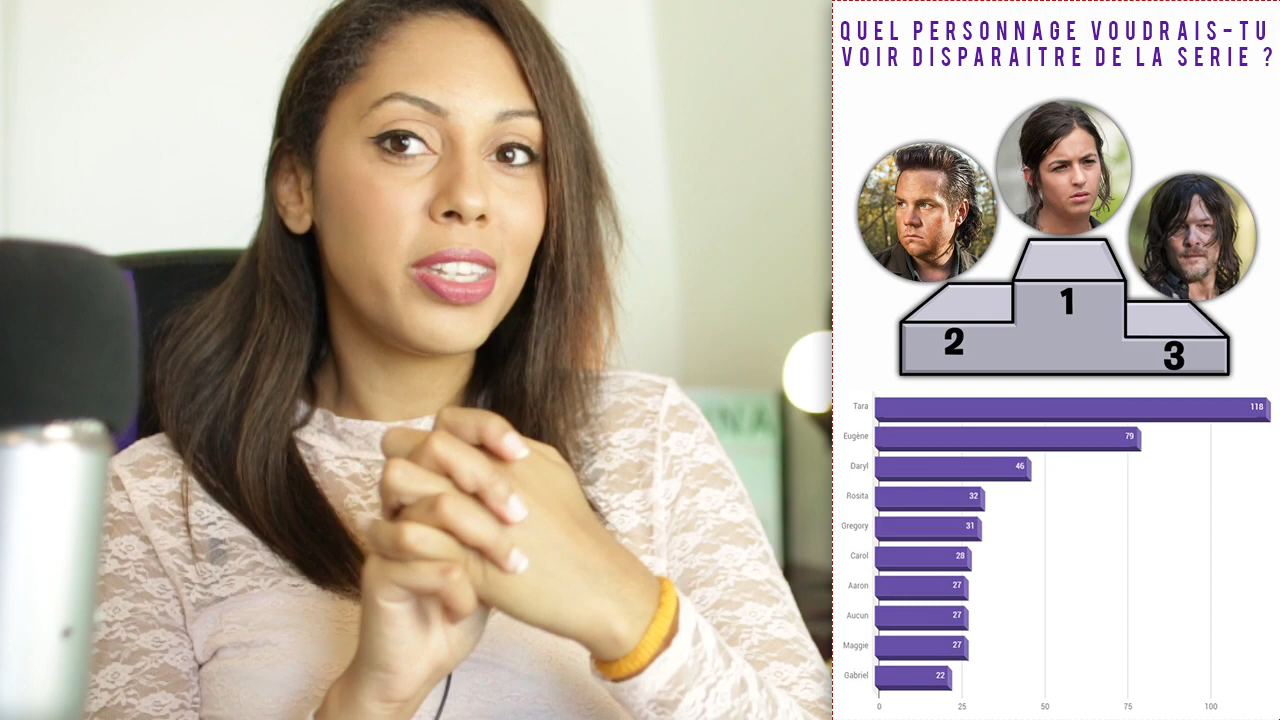 QUEL PERSONNAGE VOUDRAIS-TU
VOIR DISPARAITRE DE LA SERIE ?
1
2
3
Tara 118
Eugène 79
Daryl 46
Rosita 32
Gregory 31
Carol 28
Aaron 27
Aucun 27
Maggie 27
Gabriel 22
0 25 50 75 100